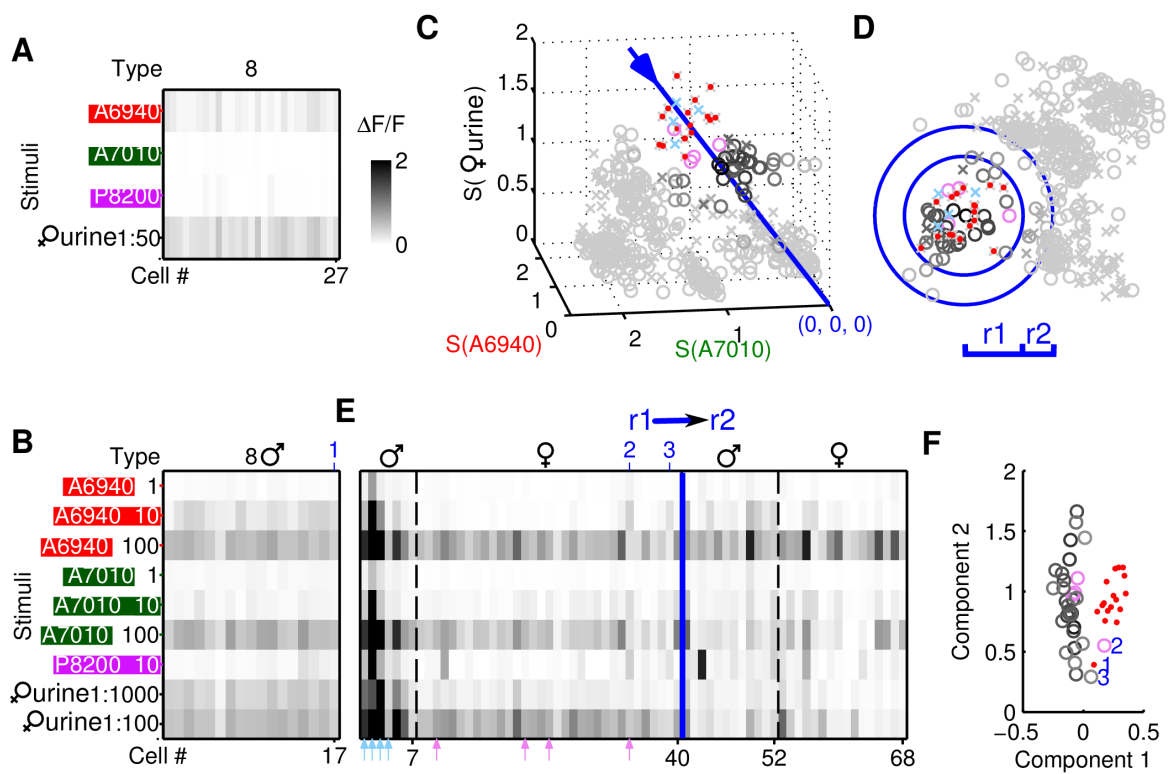 A
Type 8
Stimuli
A6940
A7010
P8200
♀urine1:50
Cell # 27
ΔF/F
2
0
C
S(♀urine)
2
1.5
1
0.5
0
2
1
0
2
1
S(A6940)
S(A7010)
(0, 0, 0)
D
r1 r2
B
Type 8♂ 1
Stimuli
A6940 1
A6940 10
A6940 100
A7010 1
A7010 10
A7010 100
P8200 10
♀urine1:1000
♀urine1:100
Cell # 17
E
r1 r2
♂ ♀ 2 3 ♂ ♀
7 40 52 68
F
Component 2
2
1.5
1
0.5
0
2
1
3
−0.5 0 0.5
Component 1